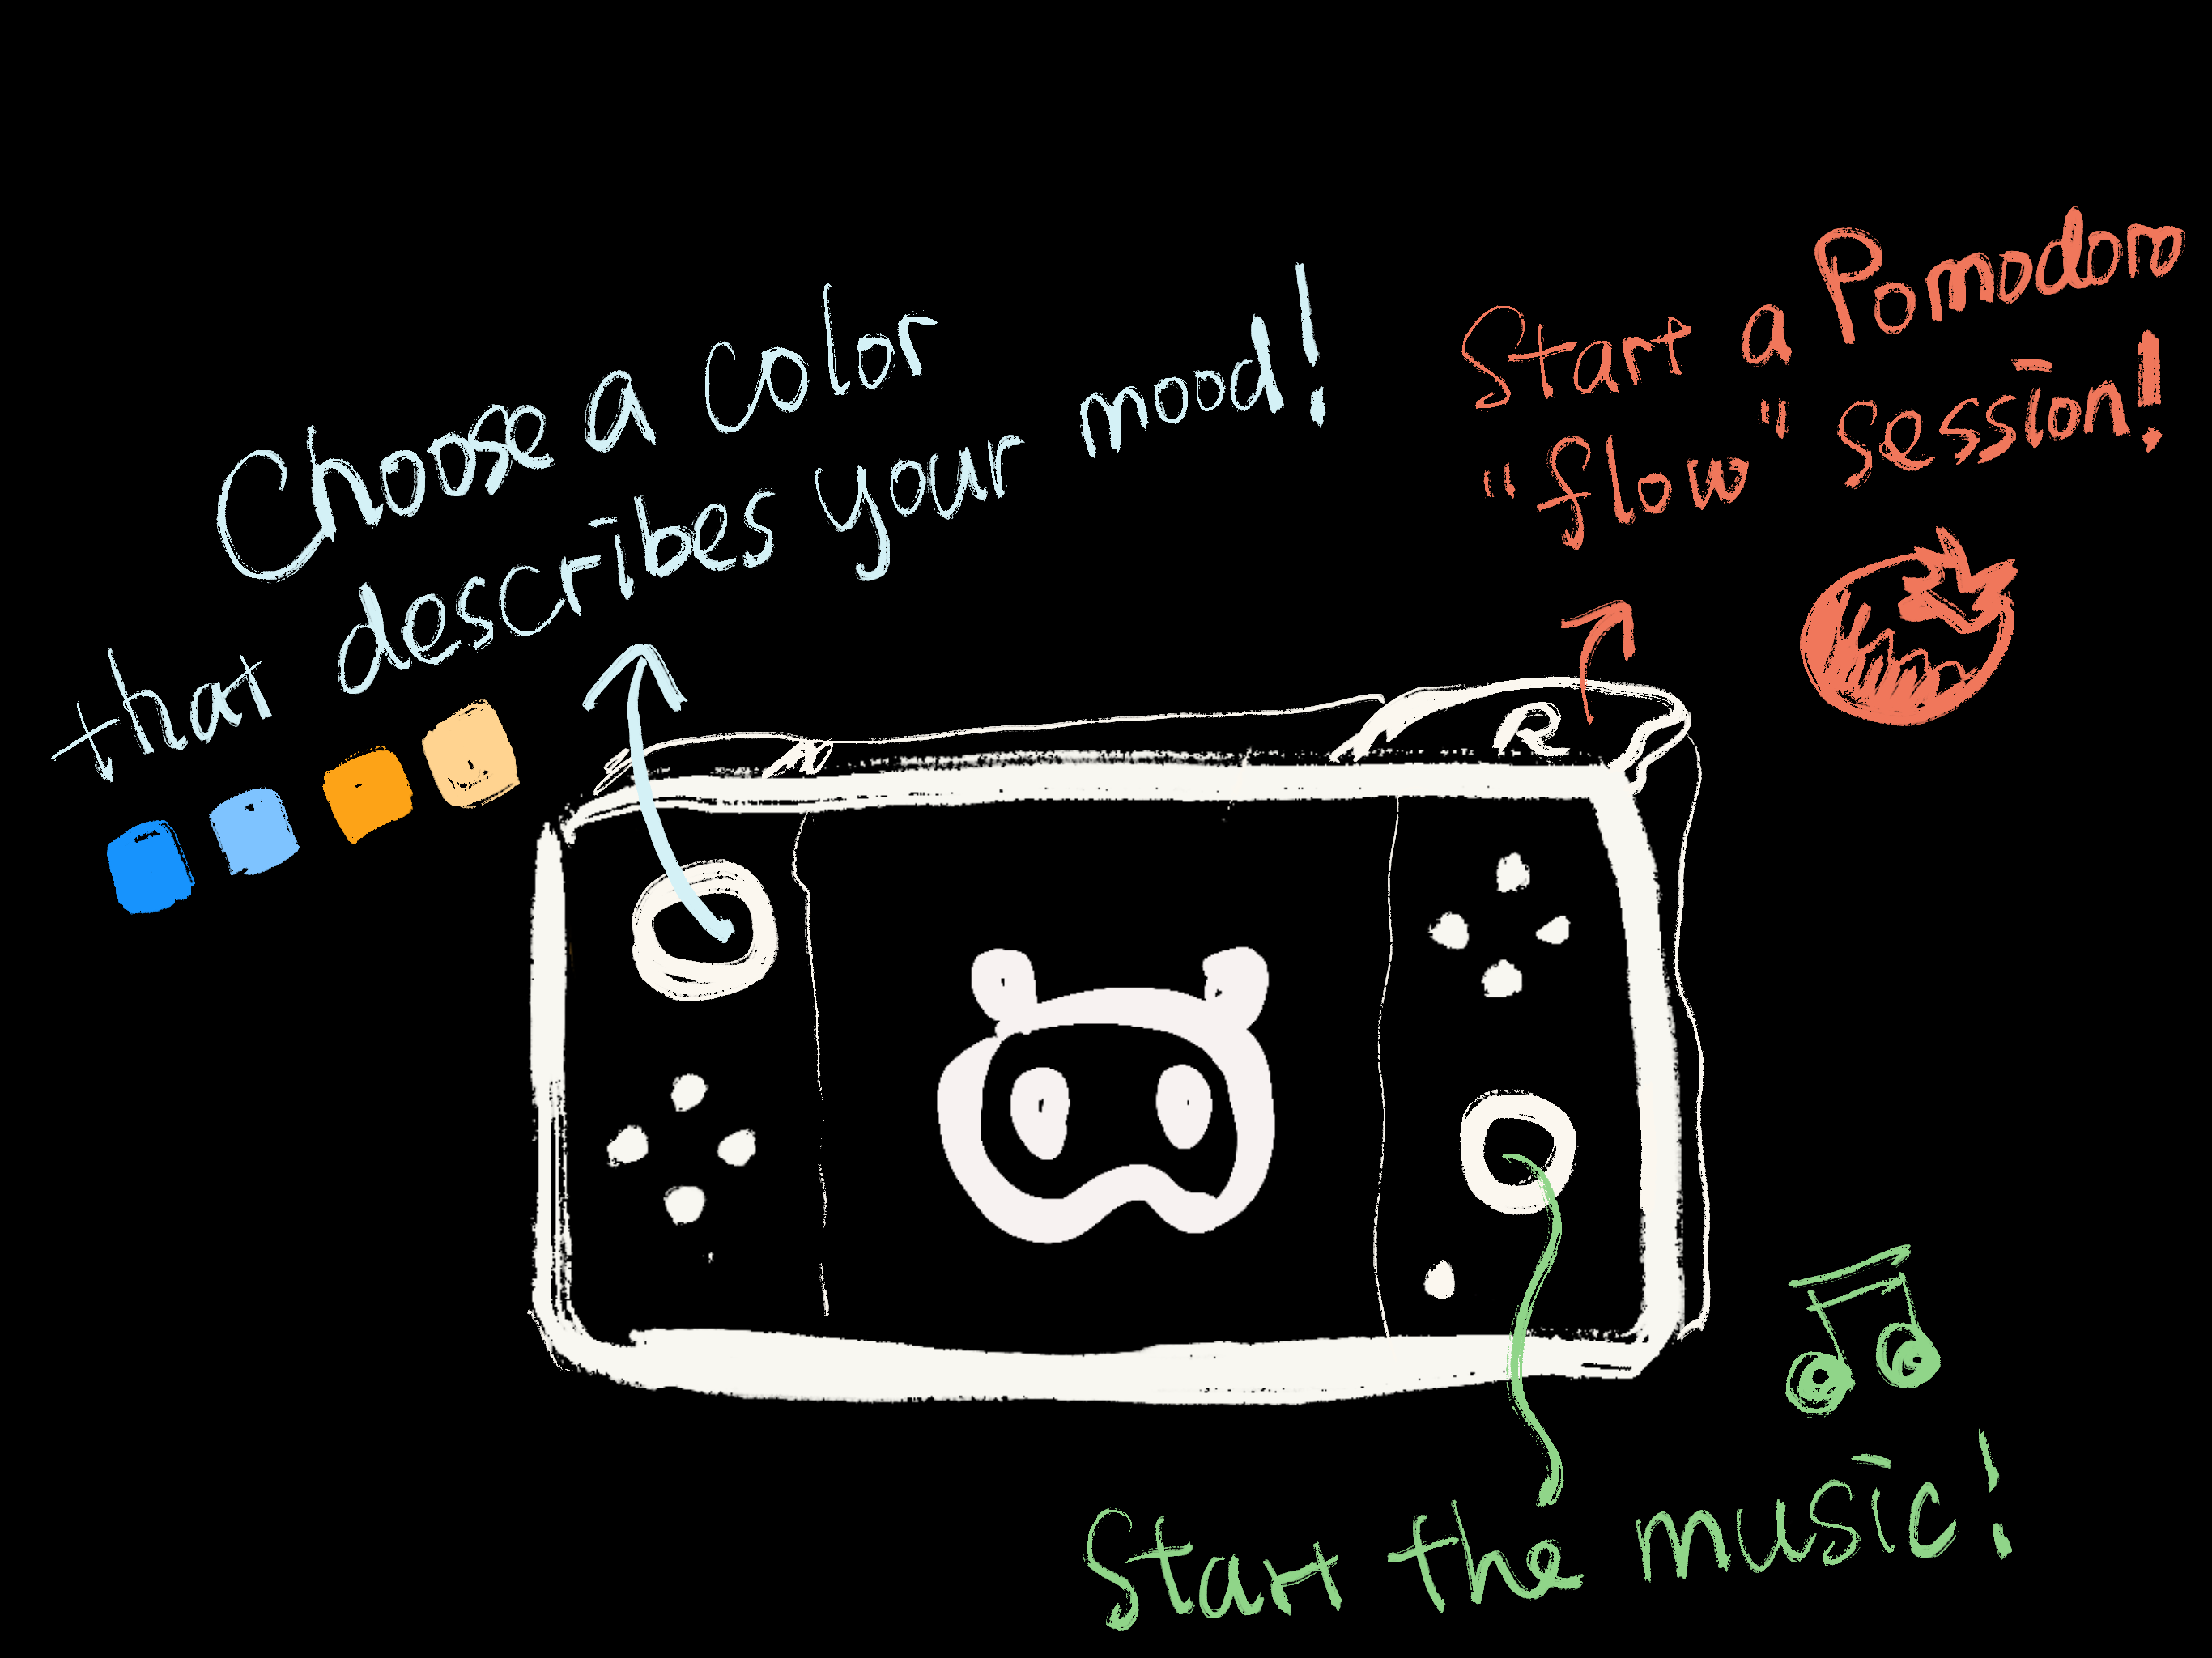 Choose a color
that describes your mood!
Start a Pomodoro
"flow" session!
R
Start the music!